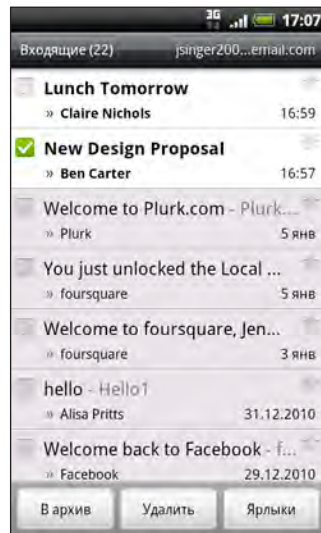 3G 17:07
Входящие (22) jsinger200...email.com
Lunch Tomorrow
» Claire Nichols 16:59
New Design Proposal
» Ben Carter 16:57
Welcome to Plurk.com - Plurk....
» Plurk 5 янв
You just unlocked the Local ...
» foursquare 5 янв
Welcome to foursquare, Jen...
» foursquare 3 янв
hello - Hello1
» Alisa Pritts 31.12.2010
Welcome back to Facebook - f...
» Facebook 29.12.2010
В архив Удалить Ярлыки